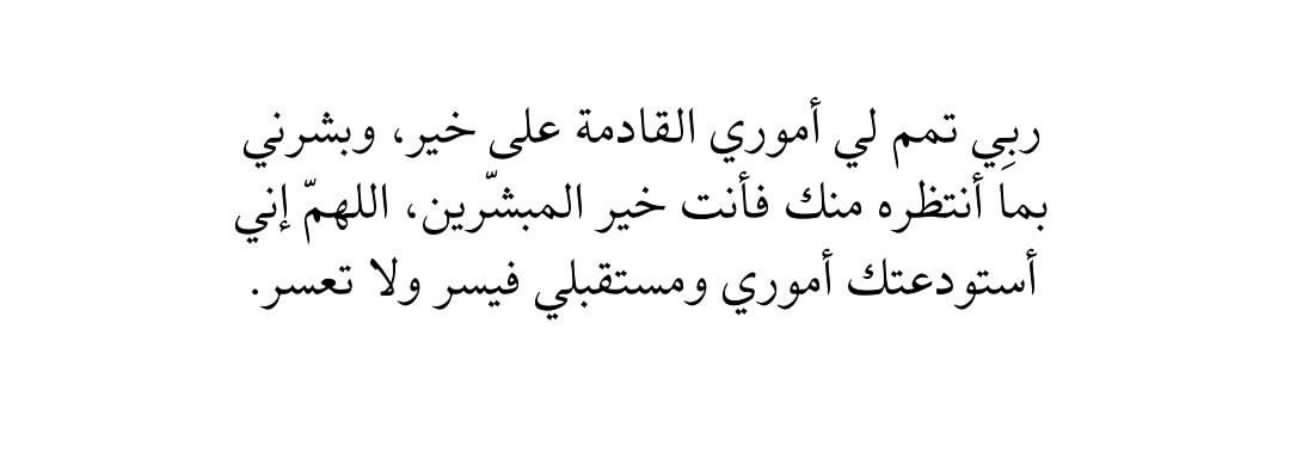 ربِي تمم لي أموري القادمة على خير، وبشرني
بما أنتظره منك فأنت خير المبشّرين، اللهمّ إني
أستودعتك أموري ومستقبلي فيسر ولا تعسر.